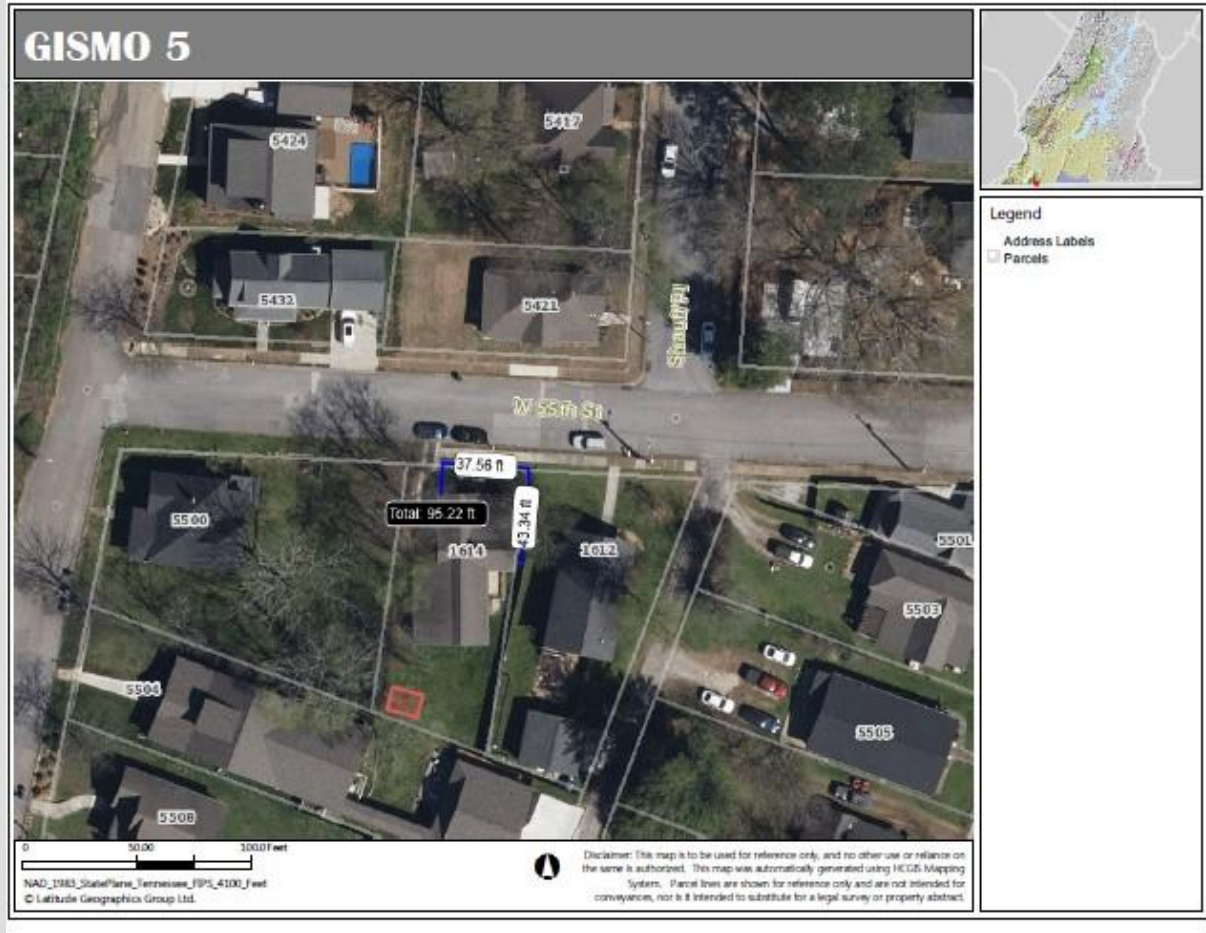 GISMO 5
5424
5417
5432
5421
W 55Th St
37.56 ft
Total: 95.22 ft
43.34 ft
5500
1614
1612
5501
5503
5504
5505
5508
0 50.00 100.0 Feet
NAD_1983_StatePlane_Tennessee_FIPS_4100_Feet
© Latitude Geographics Group Ltd.
Disclaimer: This map is to be used for reference only, and no other use or reliance on
the same is authorized. This map was automatically generated using HCGIS Mapping
System. Parcel lines are shown for reference only and are not intended for
conveyances, nor is it intended to substitute for a legal survey or property abstract.
Legend
Address Labels
Parcels